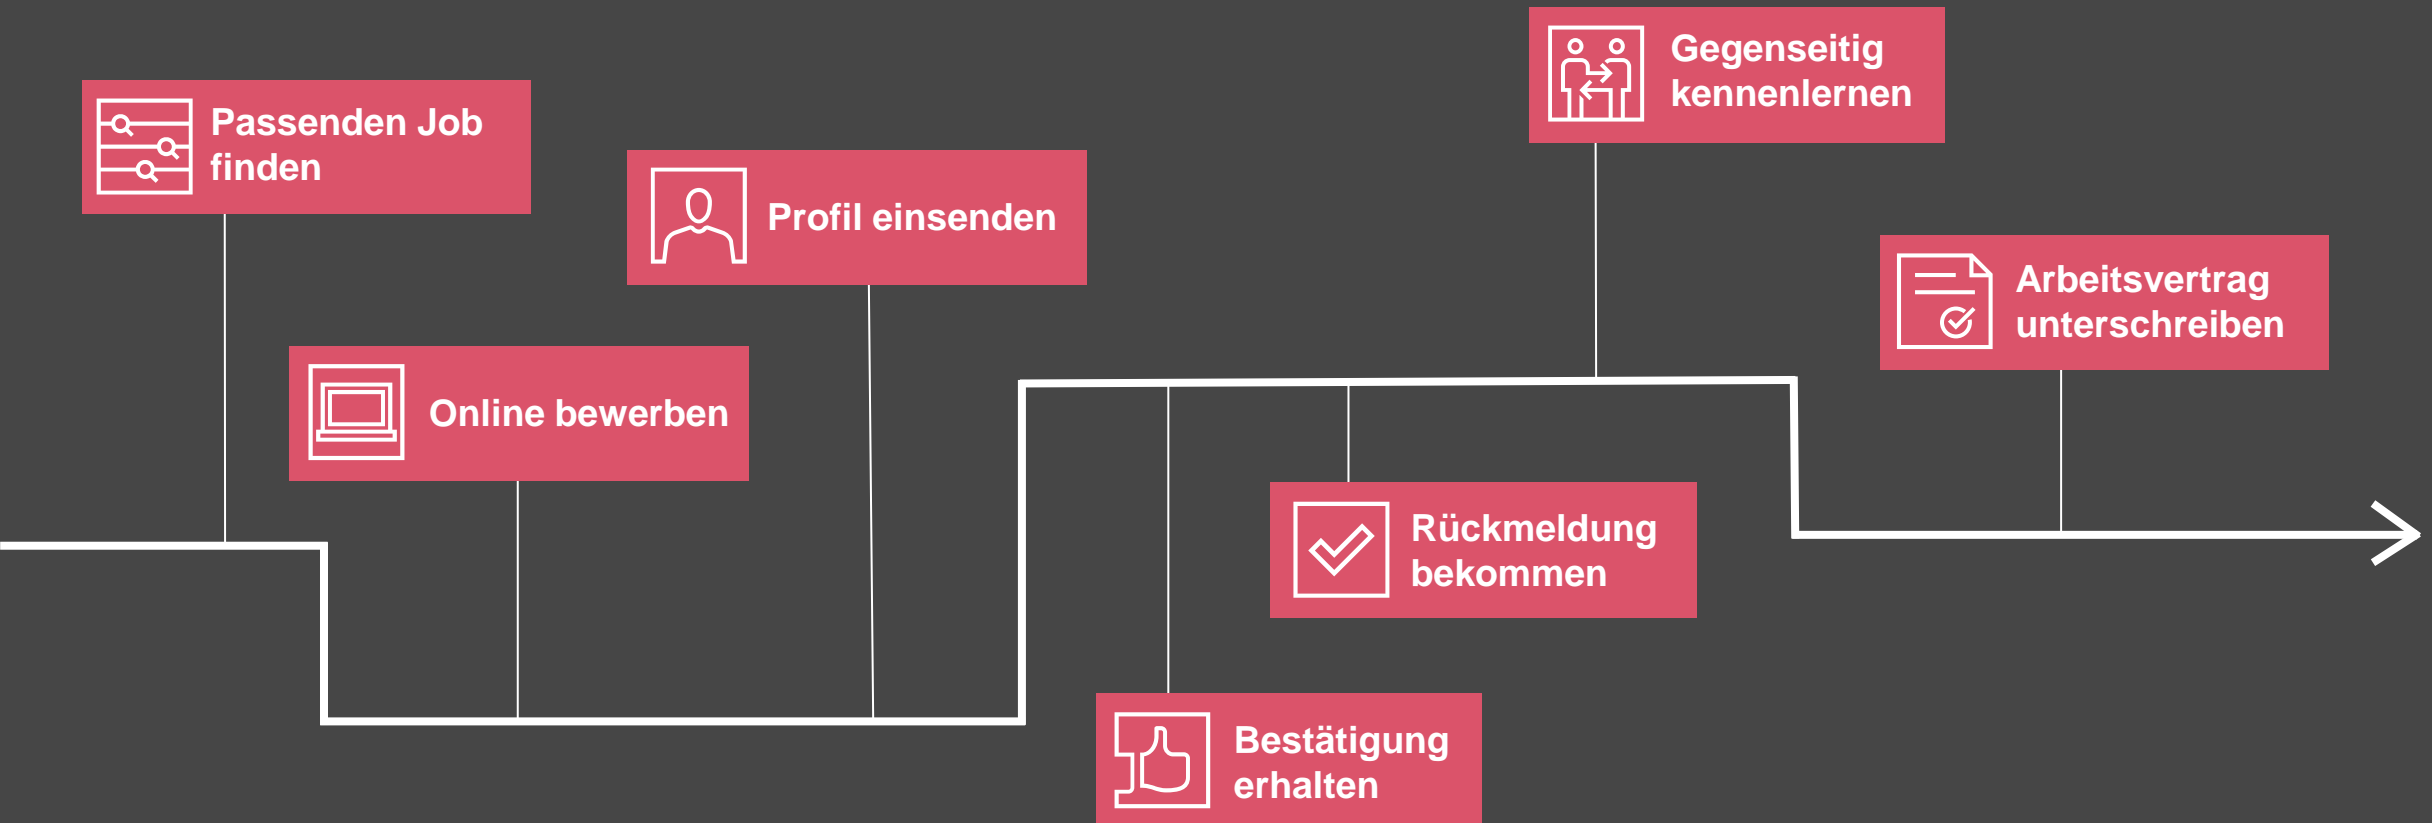 Passenden Job
finden
Online bewerben
Profil einsenden
Bestätigung
erhalten
Rückmeldung
bekommen
Gegenseitig
kennenlernen
Arbeitsvertrag
unterschreiben